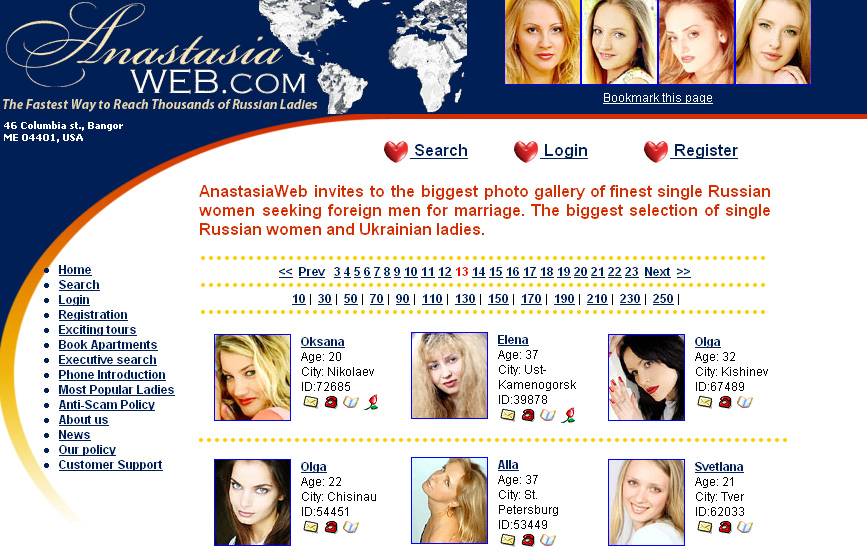 Anastasia
WEB.COM
The Fastest Way to Reach Thousands of Russian Ladies
46 Columbia st., Bangor
ME 04401, USA
Bookmark this page
Search Login Register
AnastasiaWeb invites to the biggest photo gallery of finest single Russian
women seeking foreign men for marriage. The biggest selection of single
Russian women and Ukrainian ladies.
<< Prev 3 4 5 6 7 8 9 10 11 12 13 14 15 16 17 18 19 20 21 22 23 Next >>
10 | 30 | 50 | 70 | 90 | 110 | 130 | 150 | 170 | 190 | 210 | 230 | 250 |
Home
Search
Login
Registration
Exciting tours
Book Apartments
Executive search
Phone Introduction
Most Popular Ladies
Anti-Scam Policy
About us
News
Our policy
Customer Support
Oksana
Age: 20
City: Nikolaev
ID:72685
Elena
Age: 37
City: Ust-
Kamenogorsk
ID:39878
Olga
Age: 32
City: Kishinev
ID:67489
Olga
Age: 22
City: Chisinau
ID:54451
Alla
Age: 37
City: St.
Petersburg
ID:53449
Svetlana
Age: 21
City: Tver
ID:62033